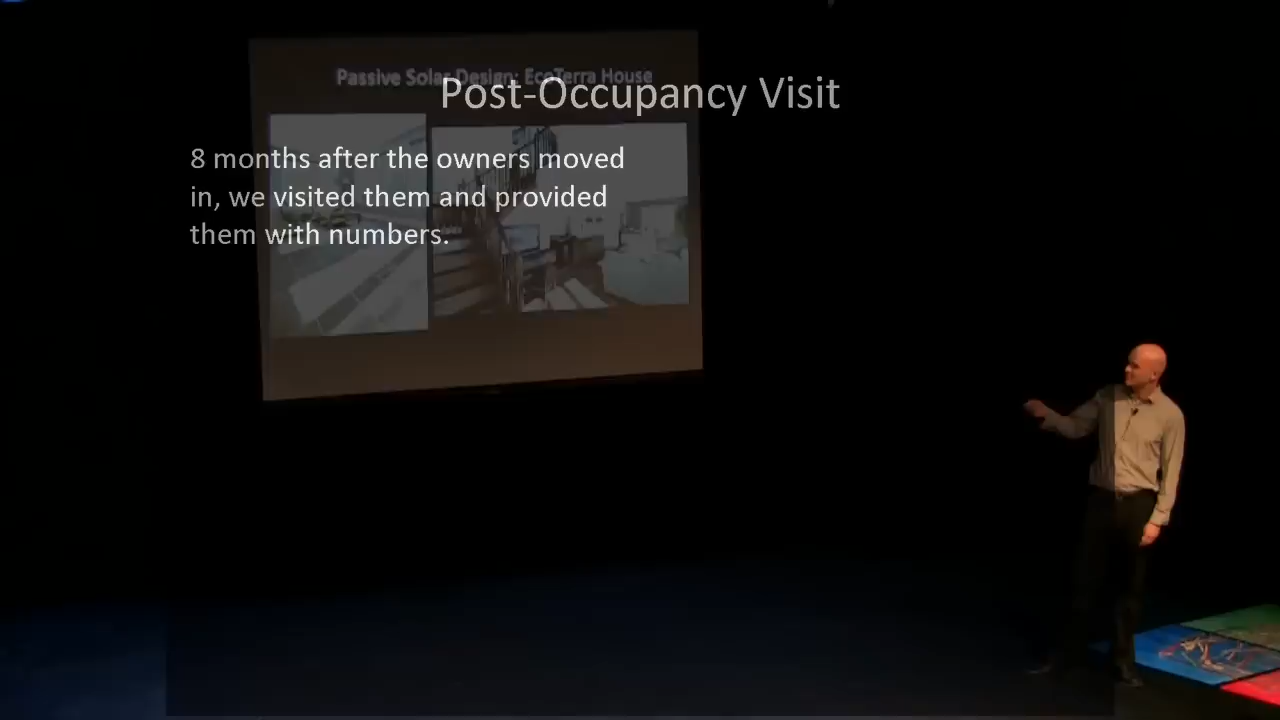 Passive Solar Design: EcoTerra House
Post-Occupancy Visit
8 months after the owners moved
in, we visited them and provided
them with numbers.